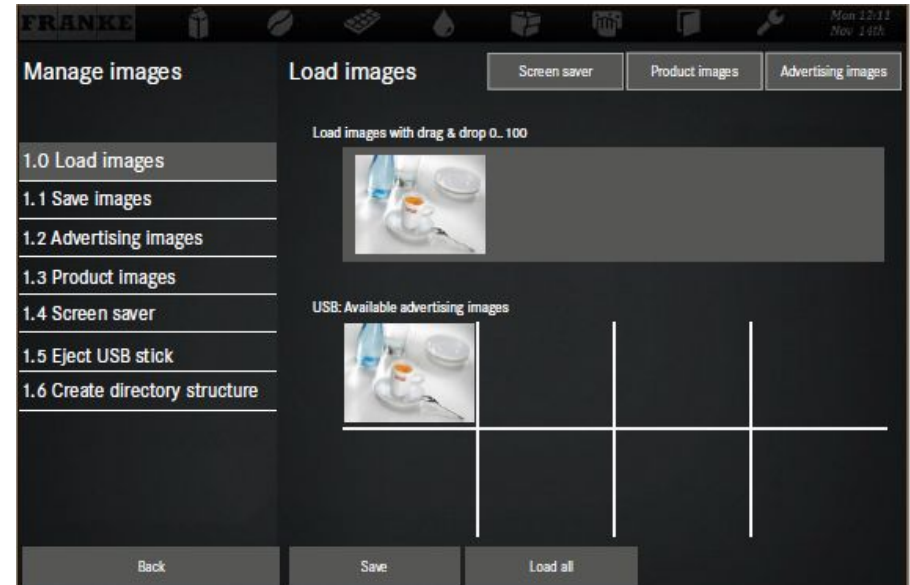 FRANKE
Mon 12:11
Nov 14th
Manage images
Load images
Screen saver
Product images
Advertising images
Load images with drag & drop 0..100
1.0 Load images
1.1 Save images
1.2 Advertising images
1.3 Product images
1.4 Screen saver
1.5 Eject USB stick
1.6 Create directory structure
USB: Available advertising images
Back
Save
Load all